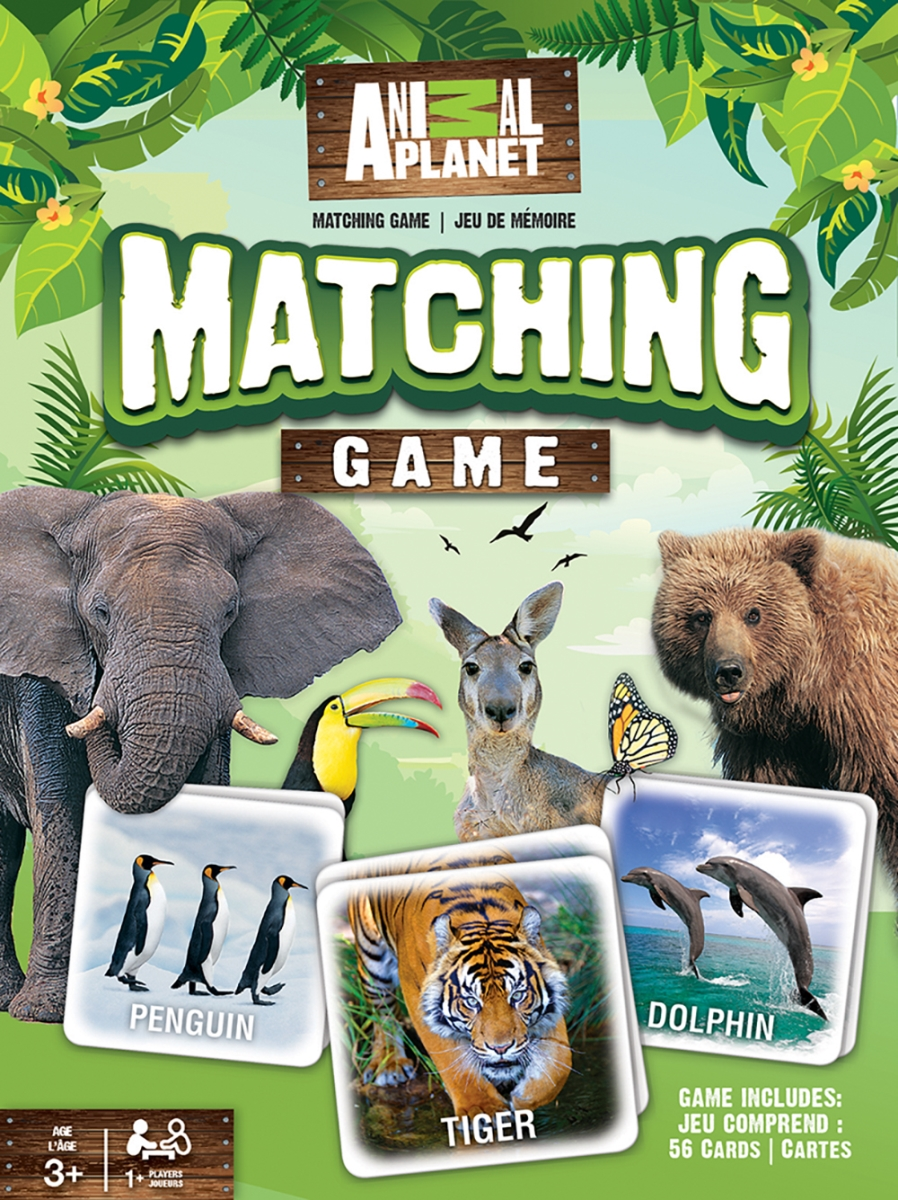 ANIMAL
PLANET
MATCHING GAME | JEU DE MÉMOIRE
MATCHING
GAME
PENGUIN
TIGER
DOLPHIN
GAME INCLUDES:
JEU COMPREND :
56 CARDS | CARTES
AGE
L'ÂGE
3+
1+ PLAYERS
JOUEURS